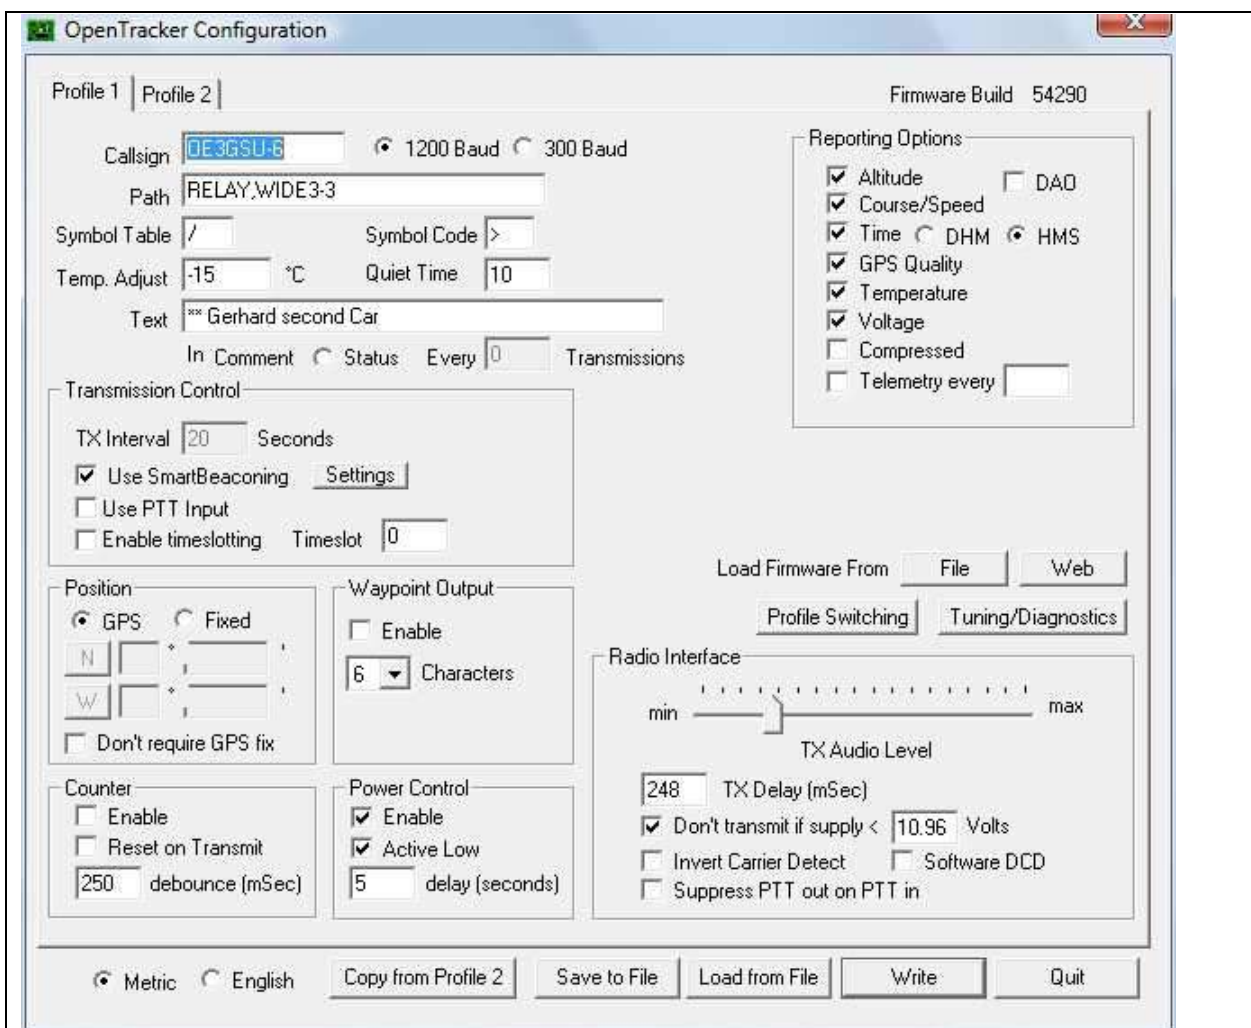 OpenTracker Configuration
X
Profile 1 Profile 2 Firmware Build 54290
Callsign OE3GSU-6 1200 Baud 300 Baud
Path RELAY,WIDE3-3
Symbol Table / Symbol Code >
Temp. Adjust -15 °C Quiet Time 10
Text ** Gerhard second Car
In Comment Status Every 0 Transmissions
Reporting Options
Altitude DAO
Course/Speed
Time DHM HMS
GPS Quality
Temperature
Voltage
Compressed
Telemetry every
Transmission Control
TX Interval 20 Seconds
Use SmartBeaconing Settings
Use PTT Input
Enable timeslotting Timeslot 0
Load Firmware From File Web
Profile Switching Tuning/Diagnostics
Position
GPS Fixed
N ° . '
W ° . '
Don't require GPS fix
Waypoint Output
Enable
6 Characters
Radio Interface
min max
TX Audio Level
248 TX Delay (mSec)
Don't transmit if supply < 10.96 Volts
Invert Carrier Detect Software DCD
Suppress PTT out on PTT in
Counter
Enable
Reset on Transmit
250 debounce (mSec)
Power Control
Enable
Active Low
5 delay (seconds)
Metric English Copy from Profile 2 Save to File Load from File Write Quit